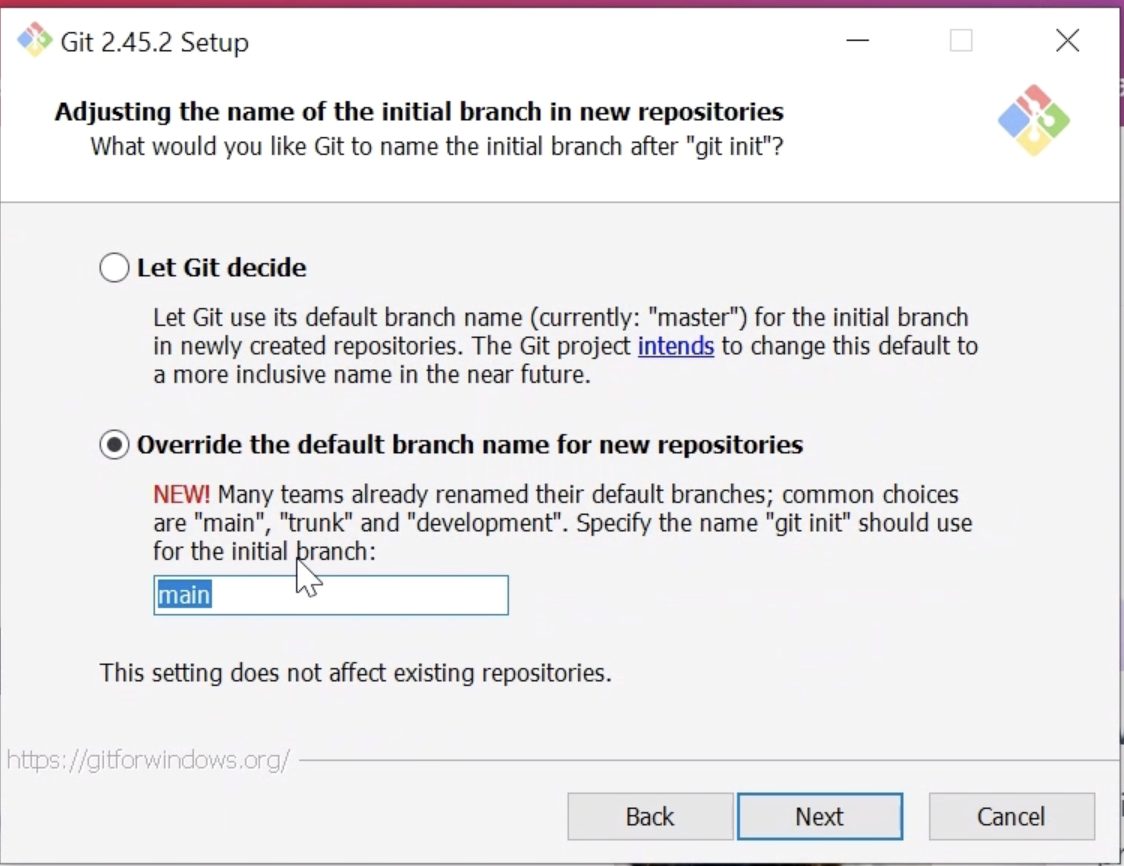 Git 2.45.2 Setup
Adjusting the name of the initial branch in new repositories
What would you like Git to name the initial branch after "git init"?
Let Git decide
Let Git use its default branch name (currently: "master") for the initial branch
in newly created repositories. The Git project intends to change this default to
a more inclusive name in the near future.
Override the default branch name for new repositories
NEW! Many teams already renamed their default branches; common choices
are "main", "trunk" and "development". Specify the name "git init" should use
for the initial branch:
main
This setting does not affect existing repositories.
https://gitforwindows.org/
Back Next Cancel